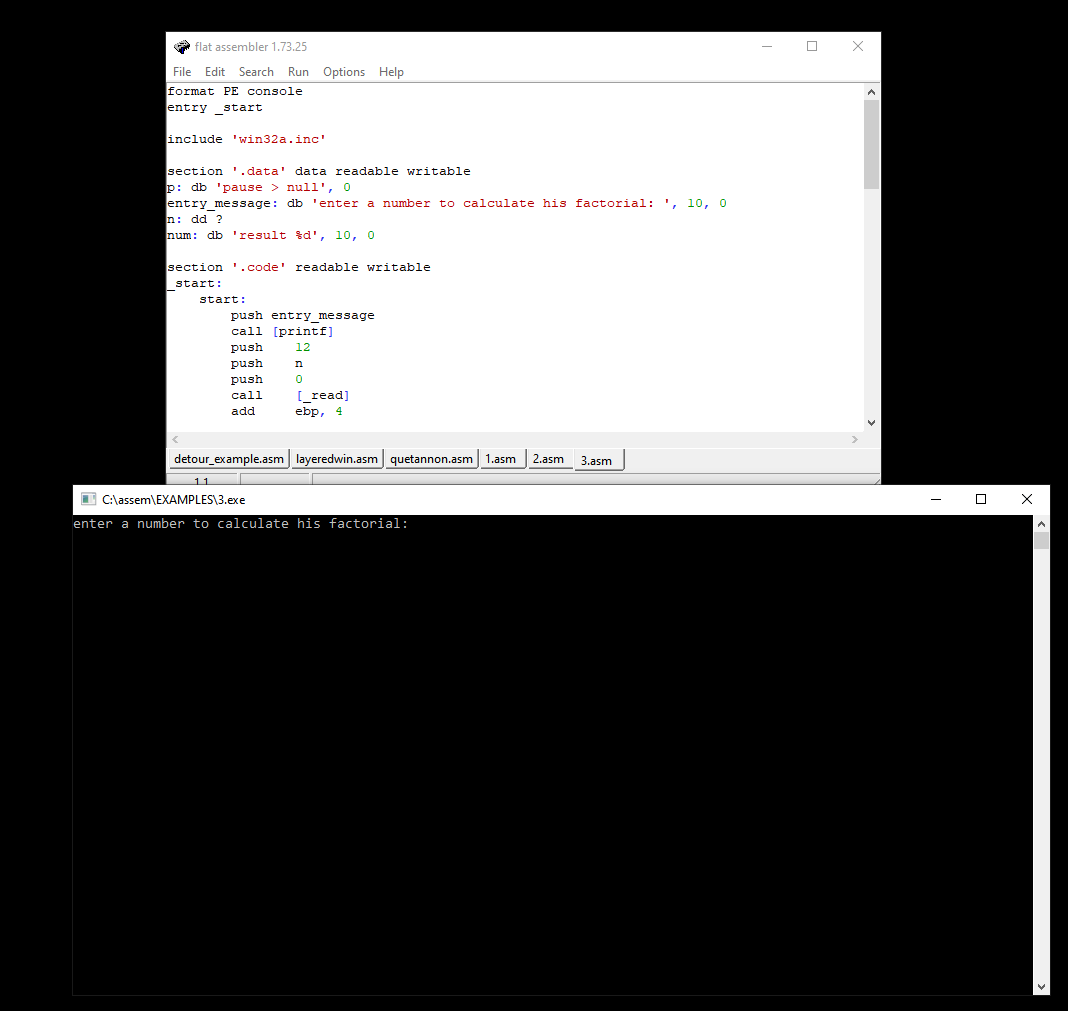 flat assembler 1.73.25
File Edit Search Run Options Help
format PE console
entry _start
include 'win32a.inc'
section '.data' data readable writable
p: db 'pause > null', 0
entry_message: db 'enter a number to calculate his factorial: ', 10, 0
n: dd ?
num: db 'result %d', 10, 0
section '.code' readable writable
_start:
start:
push entry_message
call [printf]
push 12
push n
push 0
call [_read]
add ebp, 4
detour_example.asm layeredwin.asm quetannon.asm 1.asm 2.asm 3.asm
C:\assem\EXAMPLES\3.exe
enter a number to calculate his factorial: